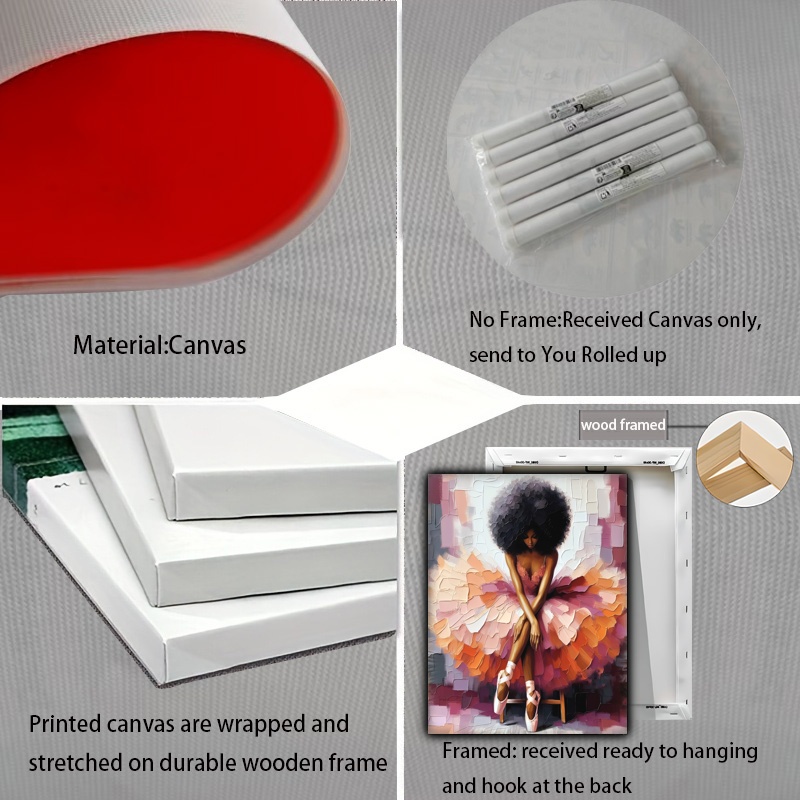 Material:Canvas
No Frame:Received Canvas only,
send to You Rolled up
wood framed
Printed canvas are wrapped and
stretched on durable wooden frame
Framed: received ready to hanging
and hook at the back